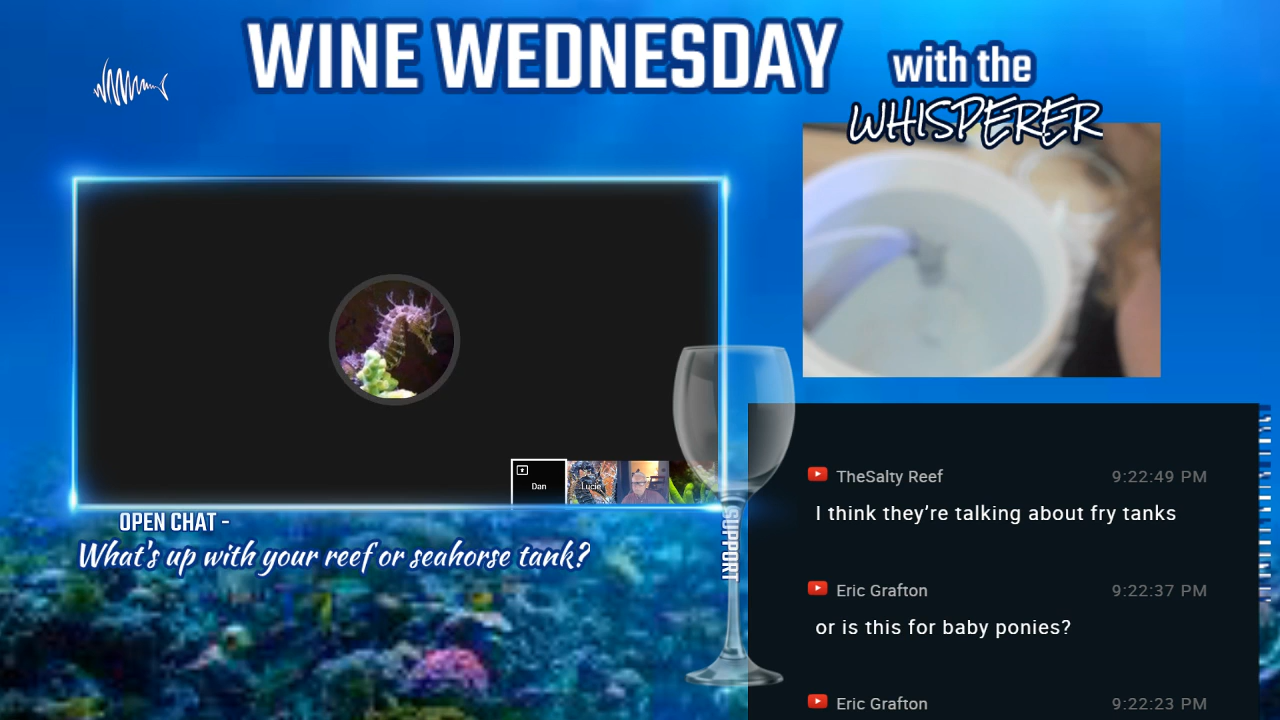 WINE WEDNESDAY
with the
WHISPERER
Dan
Lucie
OPEN CHAT -
What's up with your reef or seahorse tank?
SUPPORT
TheSalty Reef 9:22:49 PM
I think they’re talking about fry tanks
Eric Grafton 9:22:37 PM
or is this for baby ponies?
Eric Grafton 9:22:23 PM